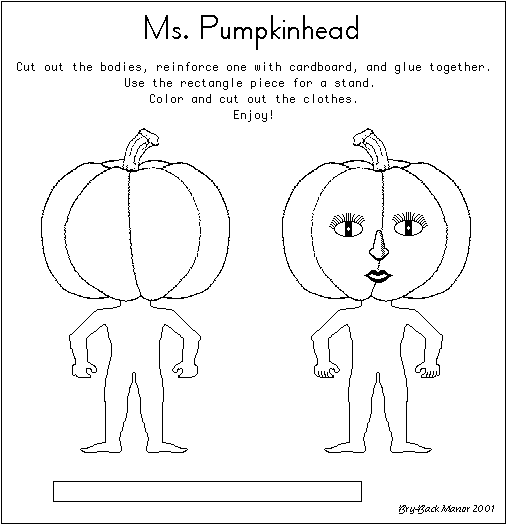 Ms. Pumpkinhead
Cut out the bodies, reinforce one with cardboard, and glue together.
Use the rectangle piece for a stand.
Color and cut out the clothes.
Enjoy!
Bry-Back Manor 2001